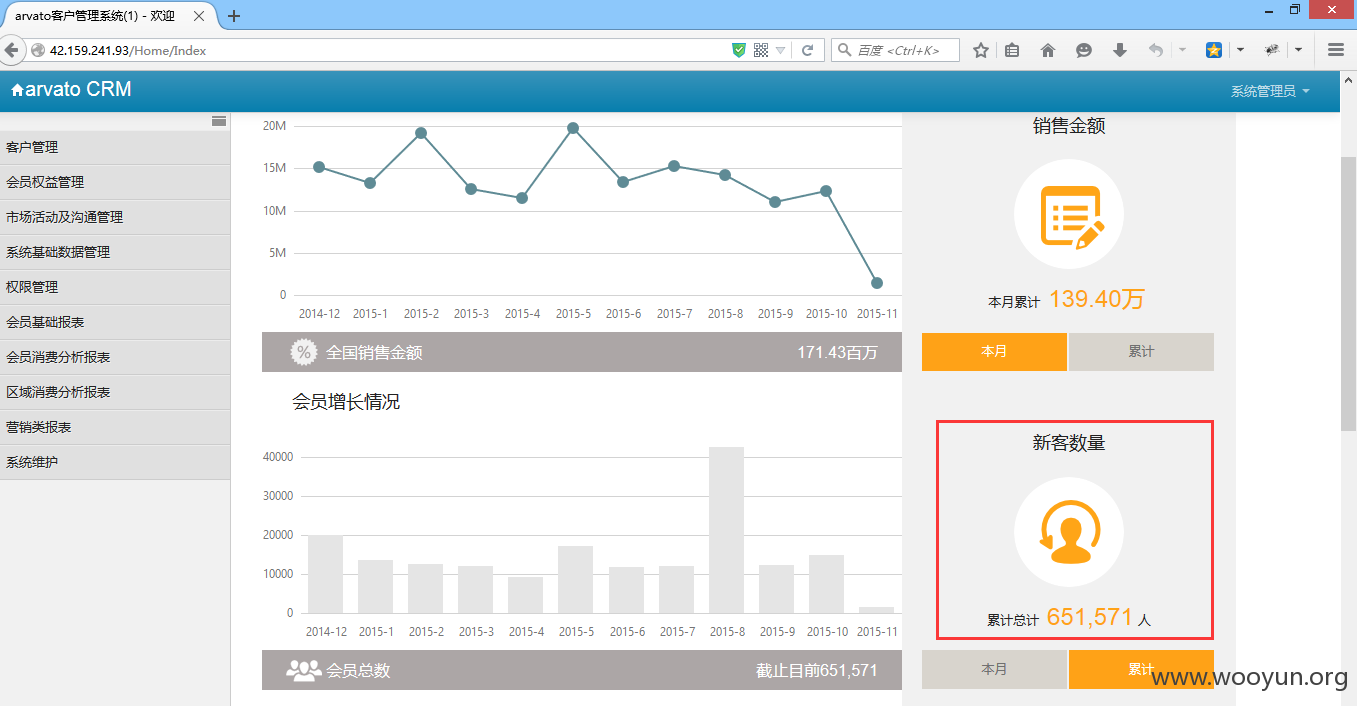 arvato客户管理系统(1) - 欢迎
42.159.241.93/Home/Index
百度 <Ctrl+K>
arvato CRM
系统管理员
客户管理
会员权益管理
市场活动及沟通管理
系统基础数据管理
权限管理
会员基础报表
会员消费分析报表
区域消费分析报表
营销类报表
系统维护
20M
15M
10M
5M
0
2014-12 2015-1 2015-2 2015-3 2015-4 2015-5 2015-6 2015-7 2015-8 2015-9 2015-10 2015-11
% 全国销售金额 171.43百万
会员增长情况
40000
30000
20000
10000
0
2014-12 2015-1 2015-2 2015-3 2015-4 2015-5 2015-6 2015-7 2015-8 2015-9 2015-10 2015-11
会员总数 截止目前651,571
销售金额
本月累计 139.40万
本月 累计
新客数量
累计总计 651,571 人
本月 累计
www.wooyun.org